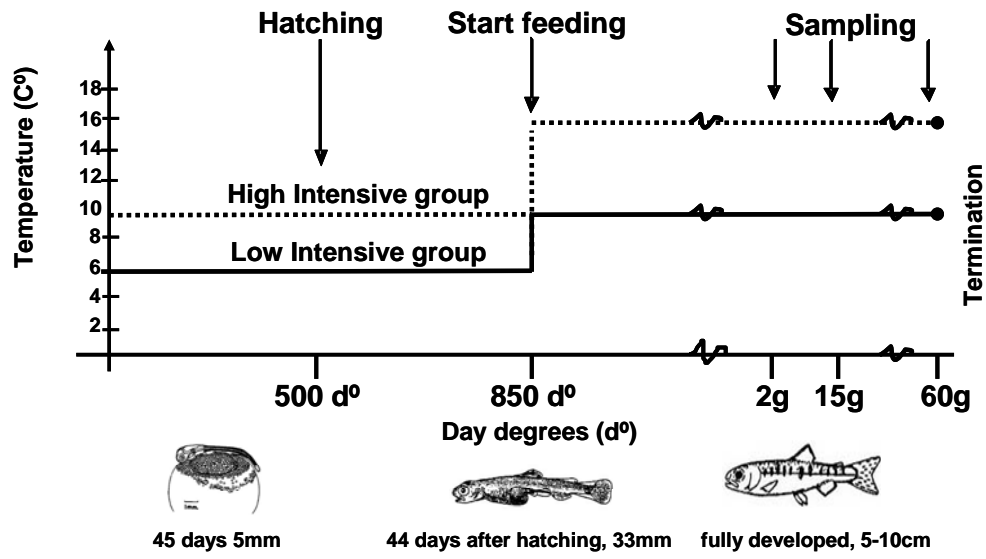 Hatching
Start feeding
Sampling
Temperature (Cº)
18
16
14
12
10
8
6
4
2
High Intensive group
Low Intensive group
Termination
500 dº
850 dº
2g
15g
60g
Day degrees (dº)
45 days 5mm
44 days after hatching, 33mm
fully developed, 5-10cm